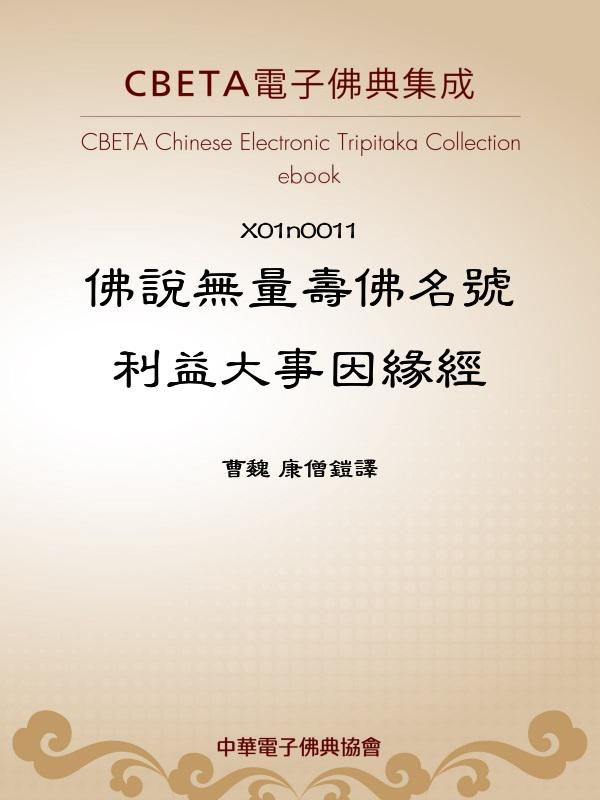 CBETA電子佛典集成
CBETA Chinese Electronic Tripitaka Collection
ebook
X01n0011
佛說無量壽佛名號
利益大事因緣經
曹魏 康僧鎧譯
中華電子佛典協會